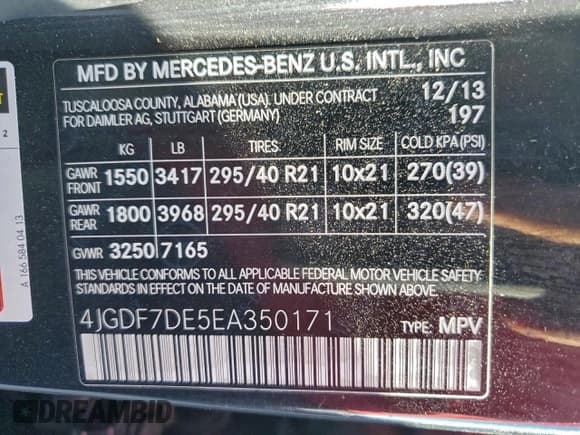 MFD BY MERCEDES-BENZ U.S. INTL., INC
TUSCALOOSA COUNTY, ALABAMA (USA). UNDER CONTRACT 12/13
FOR DAIMLER AG, STUTTGART (GERMANY) 197
KG LB TIRES RIM SIZE COLD KPA (PSI)
GAWR FRONT 1550 3417 295/40 R21 10x21 270(39)
GAWR REAR 1800 3968 295/40 R21 10x21 320(47)
GVWR 3250 7165
THIS VEHICLE CONFORMS TO ALL APPLICABLE FEDERAL MOTOR VEHICLE SAFETY
STANDARDS IN EFFECT ON THE DATE OF MANUFACTURE SHOWN ABOVE.
4JGDF7DE5EA350171 TYPE: MPV
2
A 166 584 04 13
DREAMBID